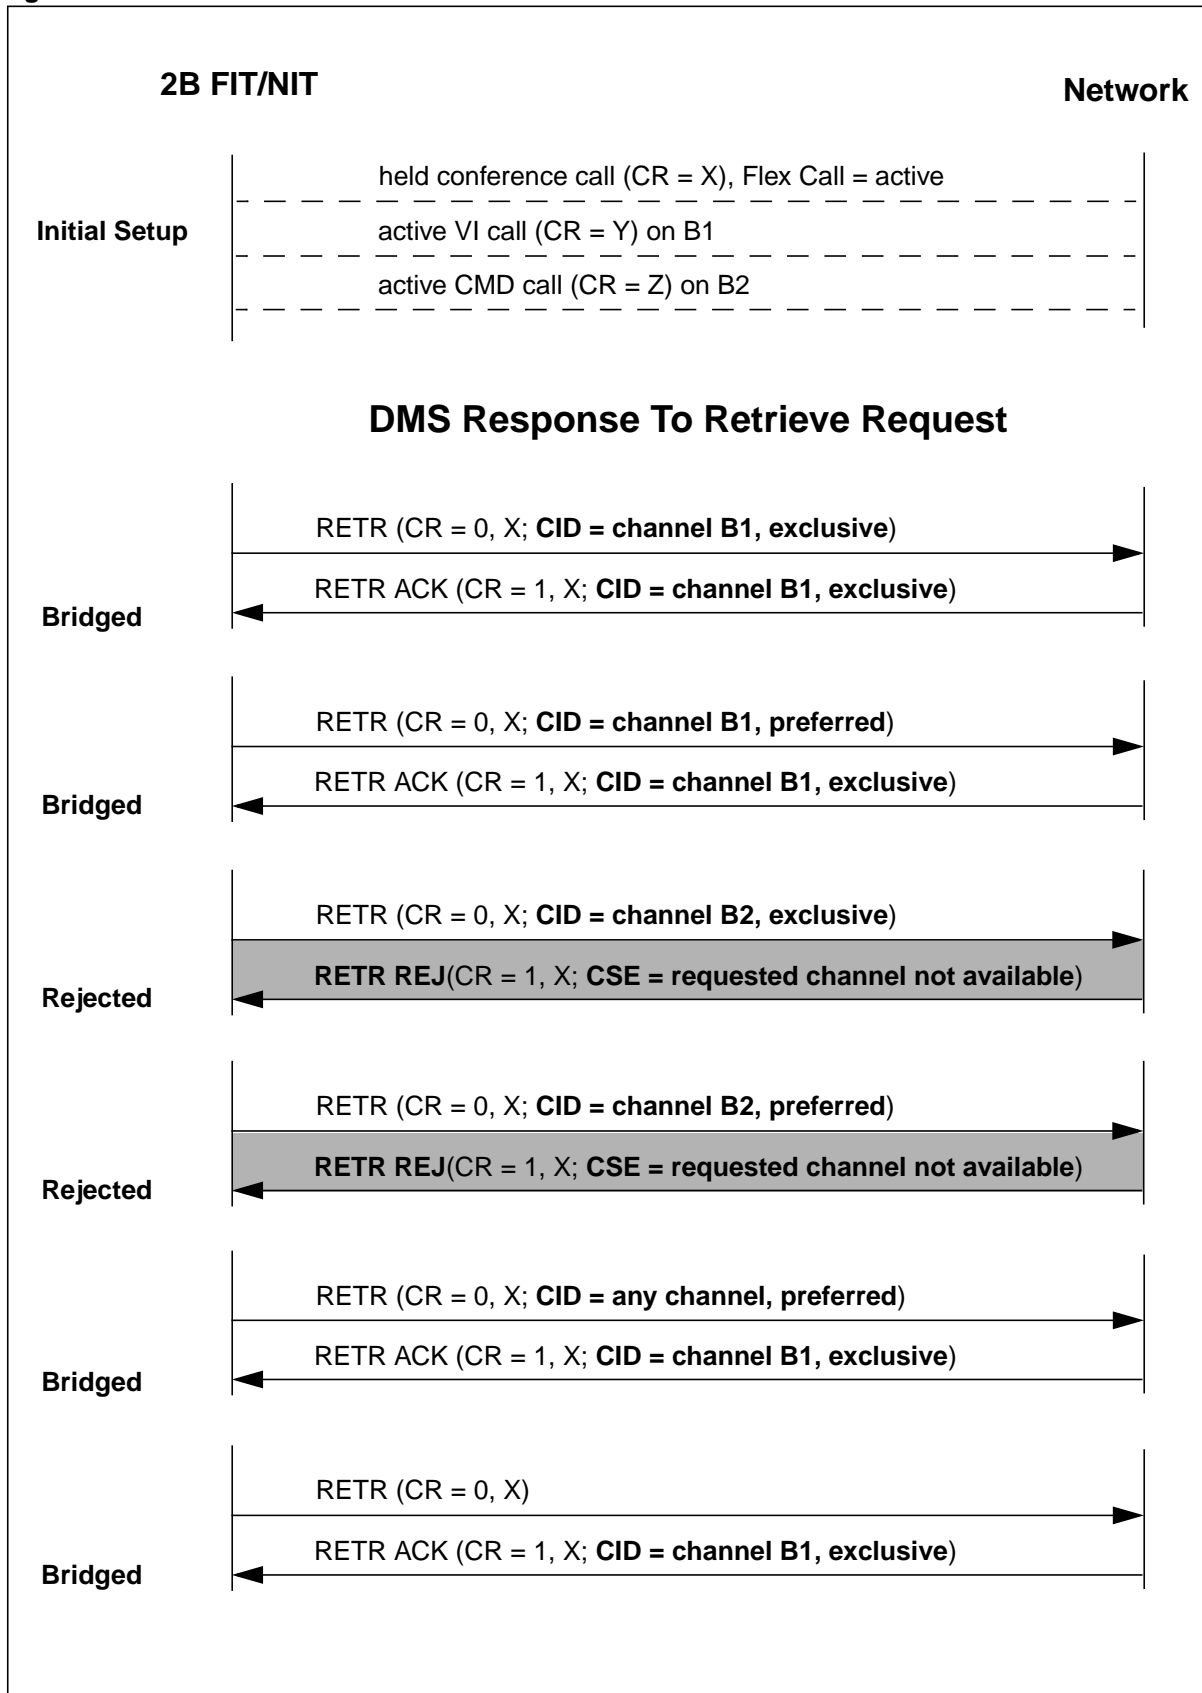 2B FIT/NIT
Network
held conference call (CR = X), Flex Call = active
Initial Setup
active VI call (CR = Y) on B1
active CMD call (CR = Z) on B2
DMS Response To Retrieve Request
RETR (CR = 0, X; CID = channel B1, exclusive)
RETR ACK (CR = 1, X; CID = channel B1, exclusive)
Bridged
RETR (CR = 0, X; CID = channel B1, preferred)
RETR ACK (CR = 1, X; CID = channel B1, exclusive)
Bridged
RETR (CR = 0, X; CID = channel B2, exclusive)
RETR REJ(CR = 1, X; CSE = requested channel not available)
Rejected
RETR (CR = 0, X; CID = channel B2, preferred)
RETR REJ(CR = 1, X; CSE = requested channel not available)
Rejected
RETR (CR = 0, X; CID = any channel, preferred)
RETR ACK (CR = 1, X; CID = channel B1, exclusive)
Bridged
RETR (CR = 0, X)
RETR ACK (CR = 1, X; CID = channel B1, exclusive)
Bridged